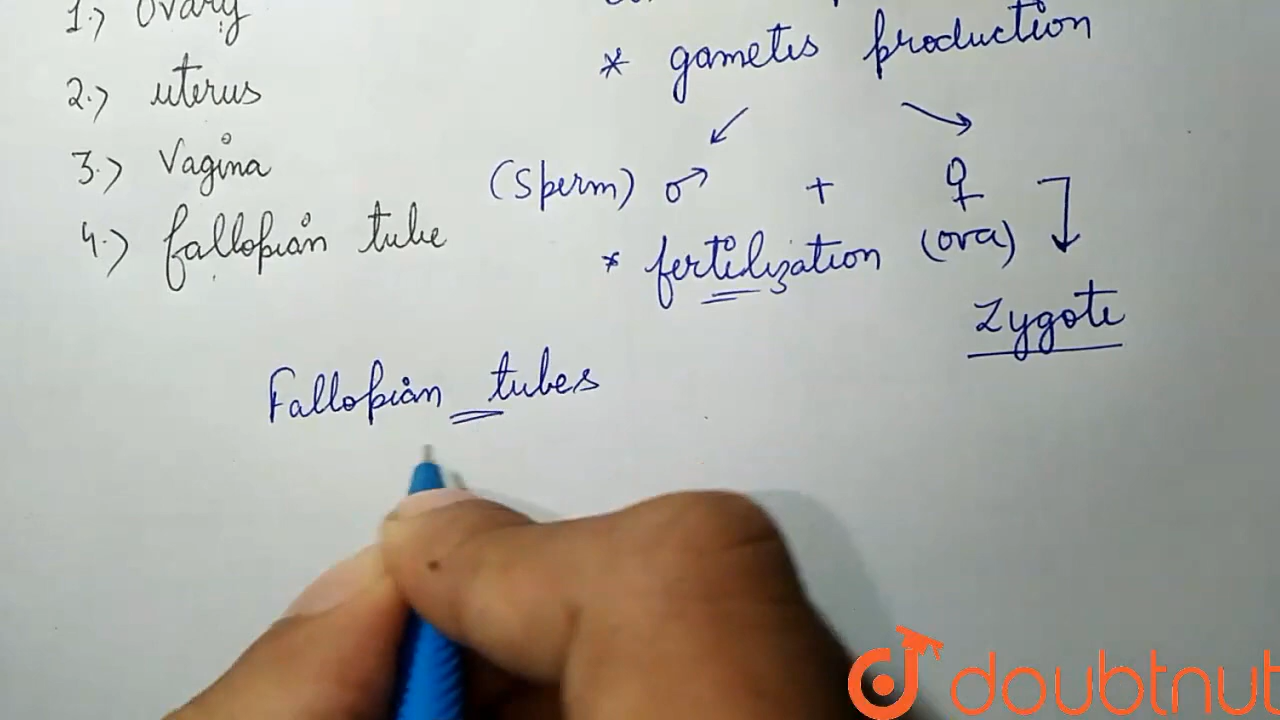 1.) Ovary
2.) uterus
3.) Vagina
4.) fallopian tube
* gametes production
(Sperm) ♂ + ♀
* fertilization (ova)
Zygote
Fallopian tubes
doubtnut